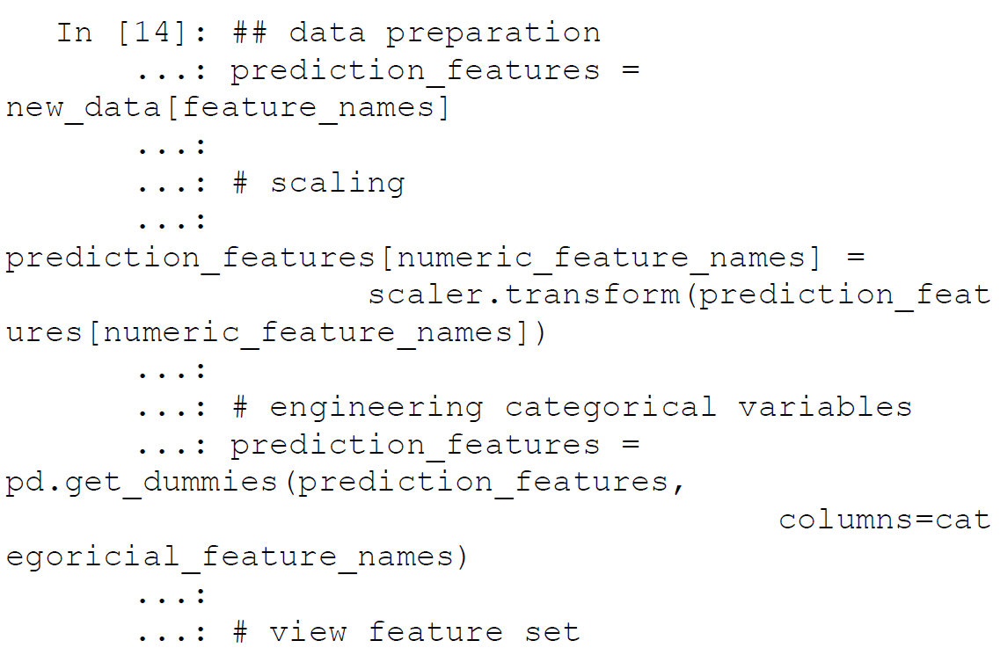 In [14]: ## data preparation
...: prediction_features =
new_data[feature_names]
...:
...: # scaling
...:
prediction_features[numeric_feature_names] =
scaler.transform(prediction_feat
ures[numeric_feature_names])
...:
...: # engineering categorical variables
...: prediction_features =
pd.get_dummies(prediction_features,
columns=cat
egoricial_feature_names)
...:
...: # view feature set